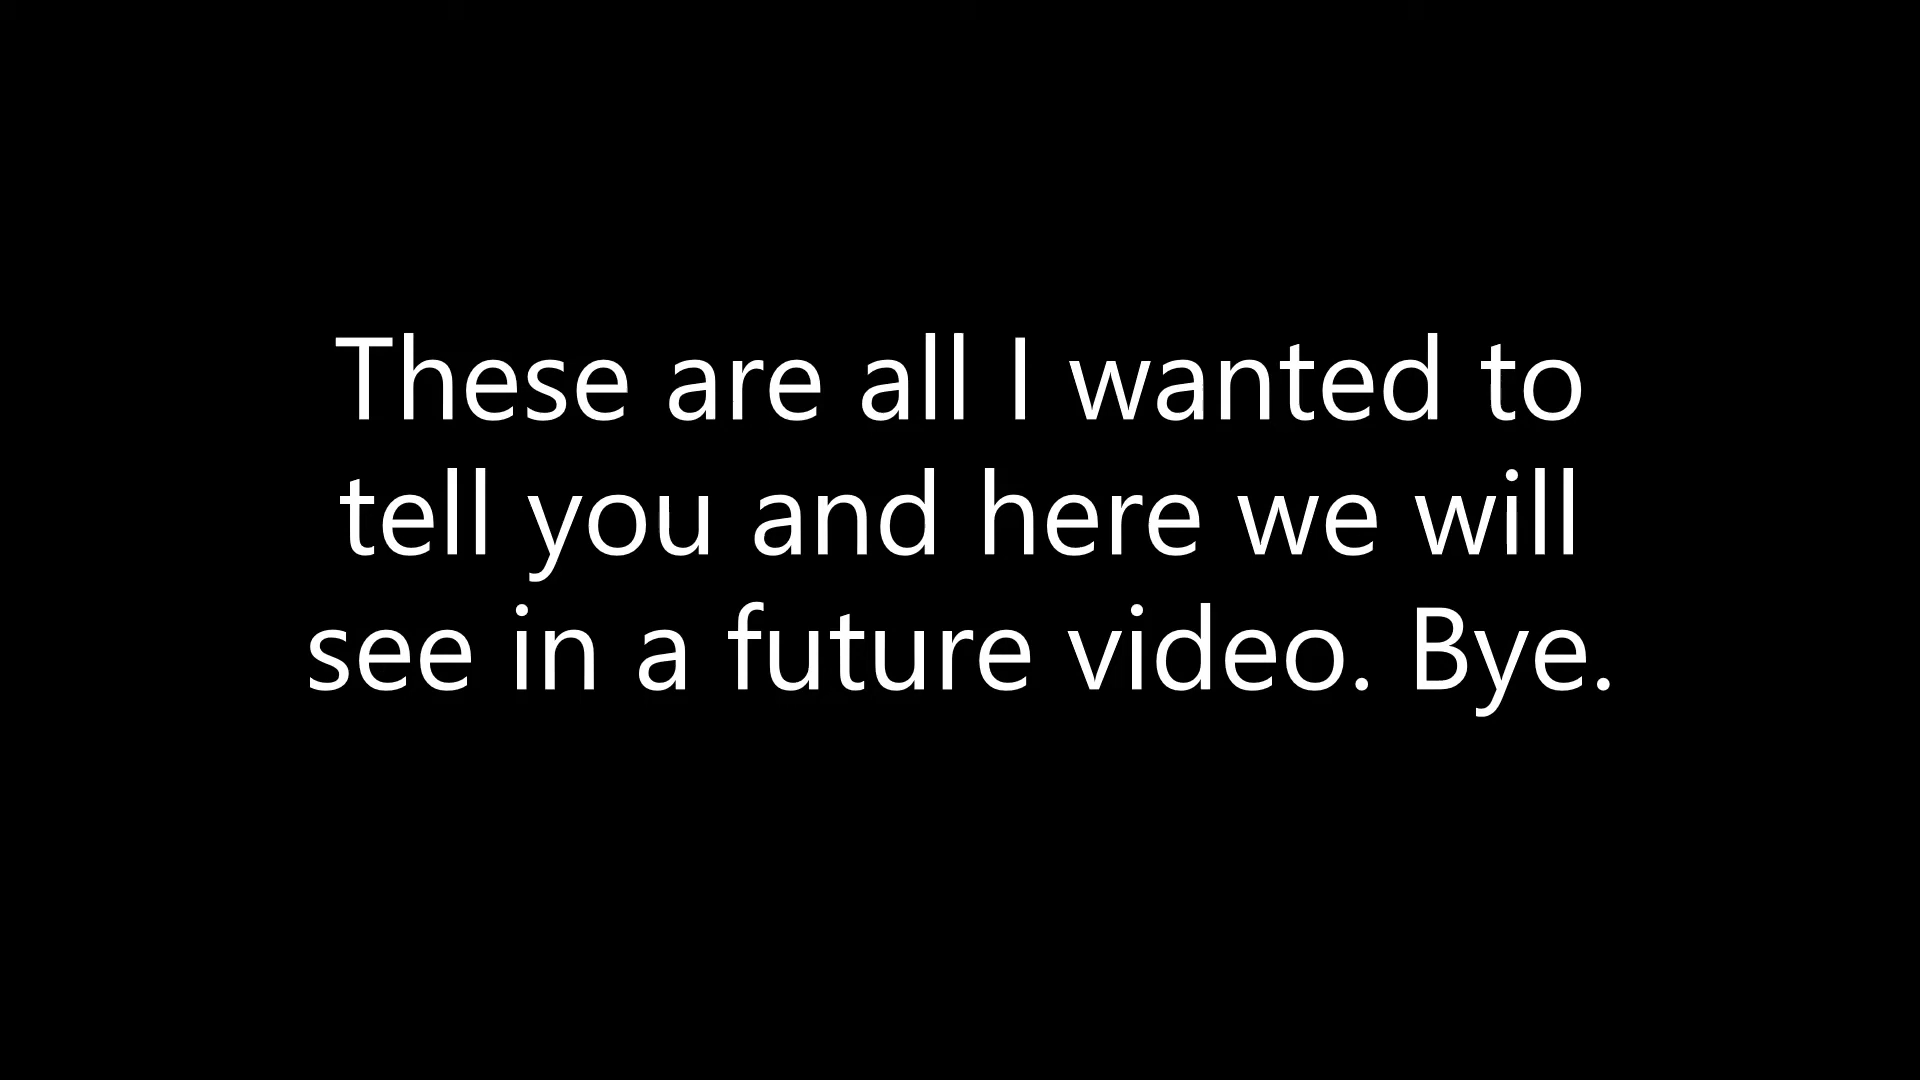 These are all I wanted to
tell you and here we will
see in a future video. Bye.